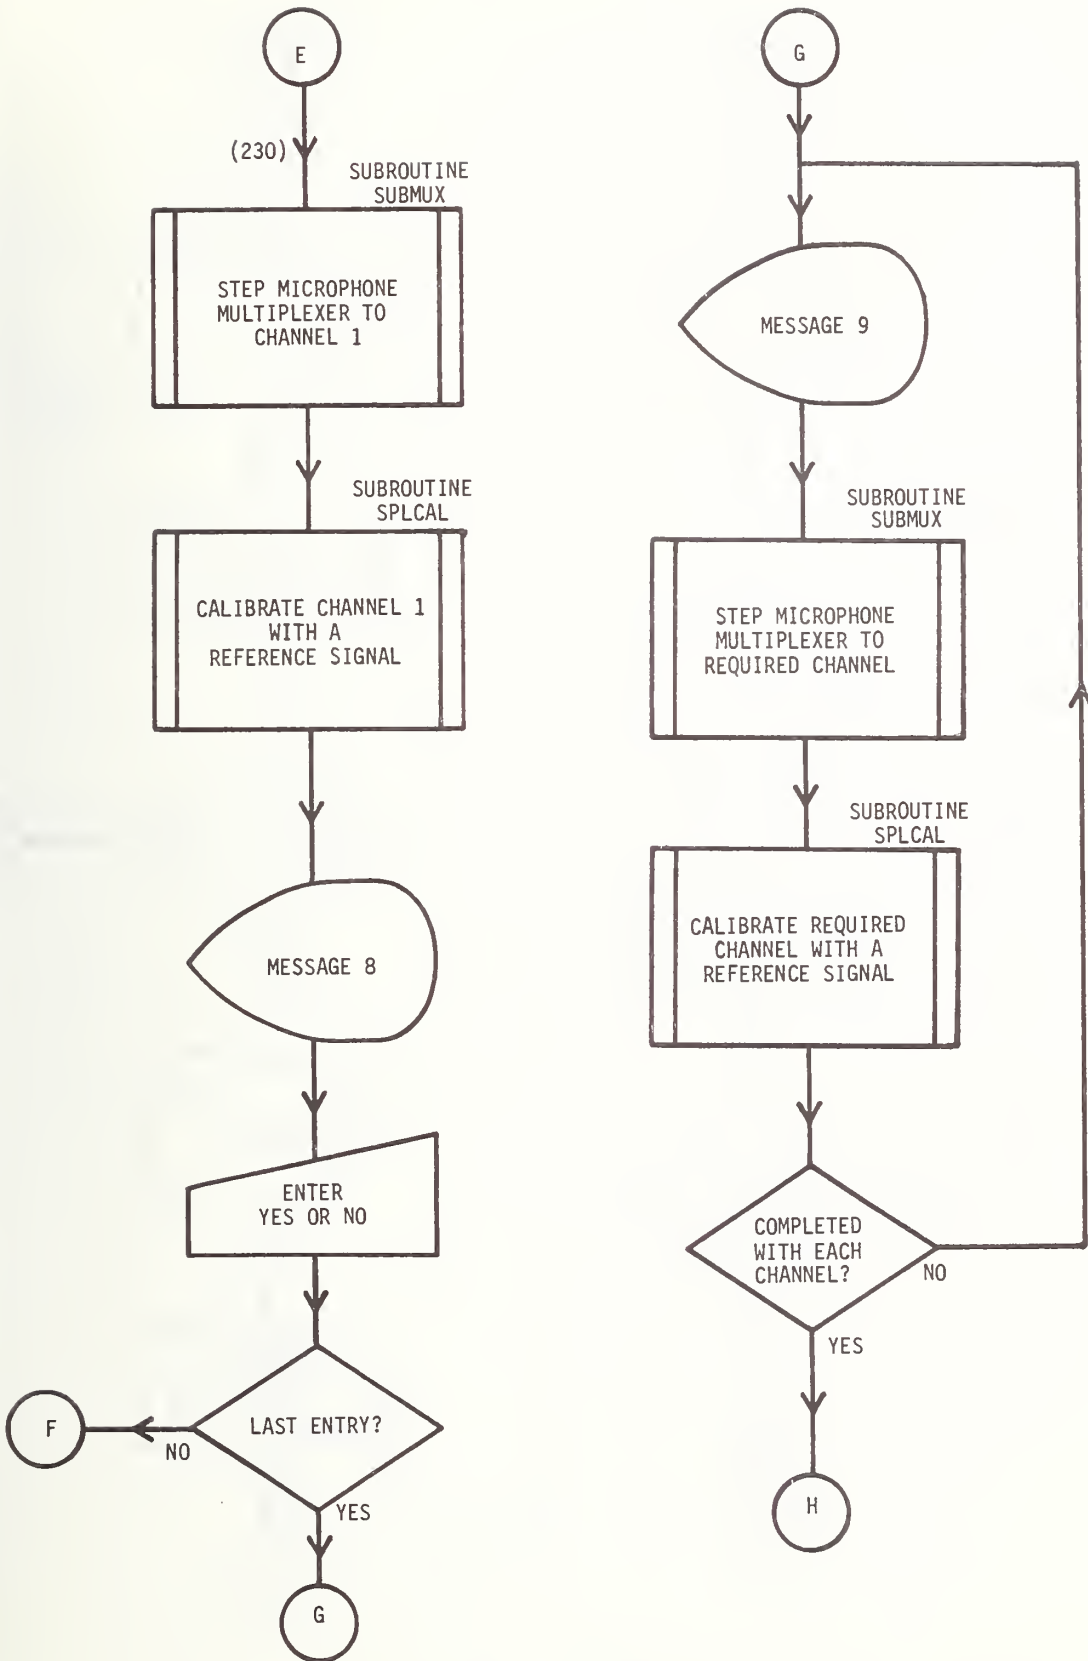 E
(230)
SUBROUTINE
SUBMUX
STEP MICROPHONE
MULTIPLEXER TO
CHANNEL 1
SUBROUTINE
SPLCAL
CALIBRATE CHANNEL 1
WITH A
REFERENCE SIGNAL
MESSAGE 8
ENTER
YES OR NO
LAST ENTRY?
F
NO
YES
G
G
MESSAGE 9
SUBROUTINE
SUBMUX
STEP MICROPHONE
MULTIPLEXER TO
REQUIRED CHANNEL
SUBROUTINE
SPLCAL
CALIBRATE REQUIRED
CHANNEL WITH A
REFERENCE SIGNAL
COMPLETED
WITH EACH
CHANNEL?
NO
YES
H